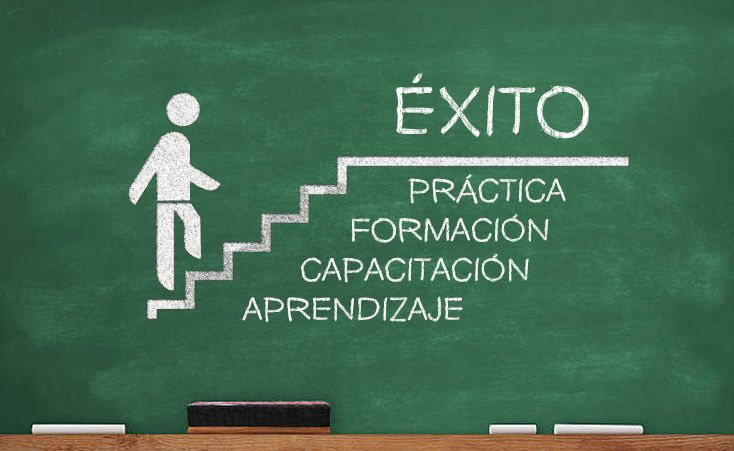 ÉXITO
PRÁCTICA
FORMACIÓN
CAPACITACIÓN
APRENDIZAJE